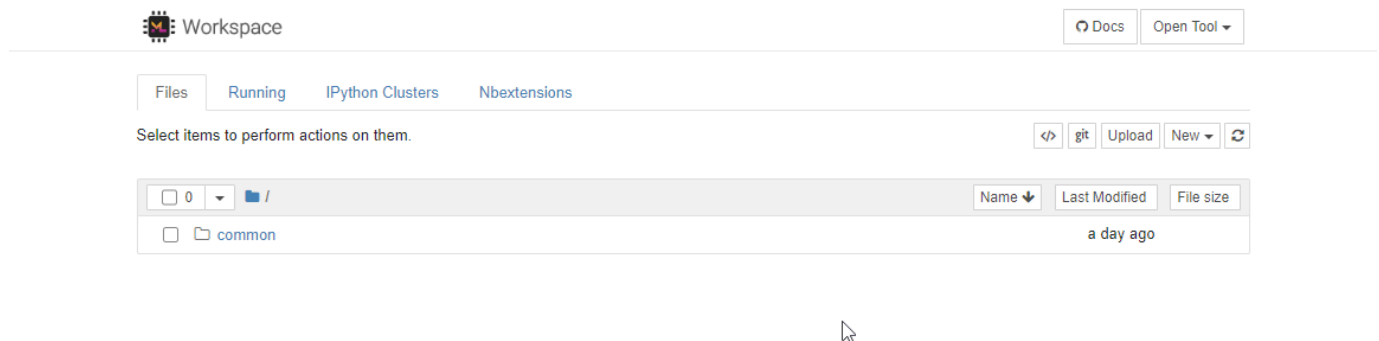 Workspace Docs Open Tool
Files Running IPython Clusters Nbextensions
Select items to perform actions on them. </> git Upload New
0 / Name Last Modified File size
common a day ago